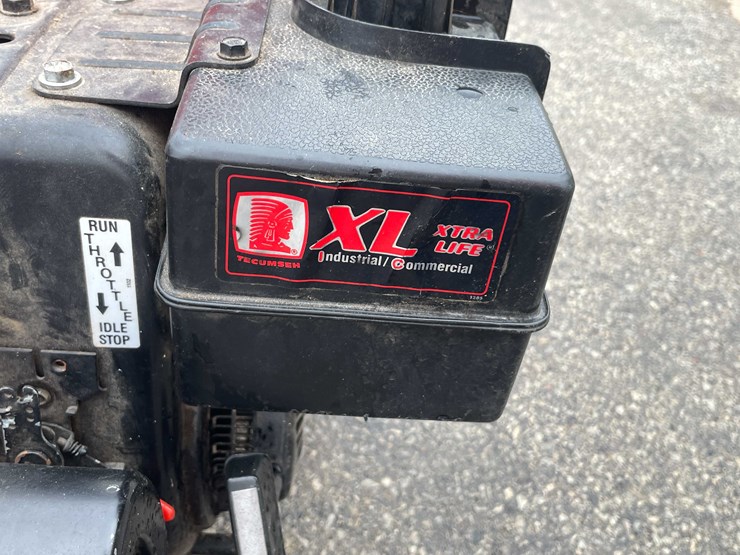 RUN
THROTTLE
IDLE
STOP
TECUMSEH
XL
XTRA
LIFE
Industrial/Commercial